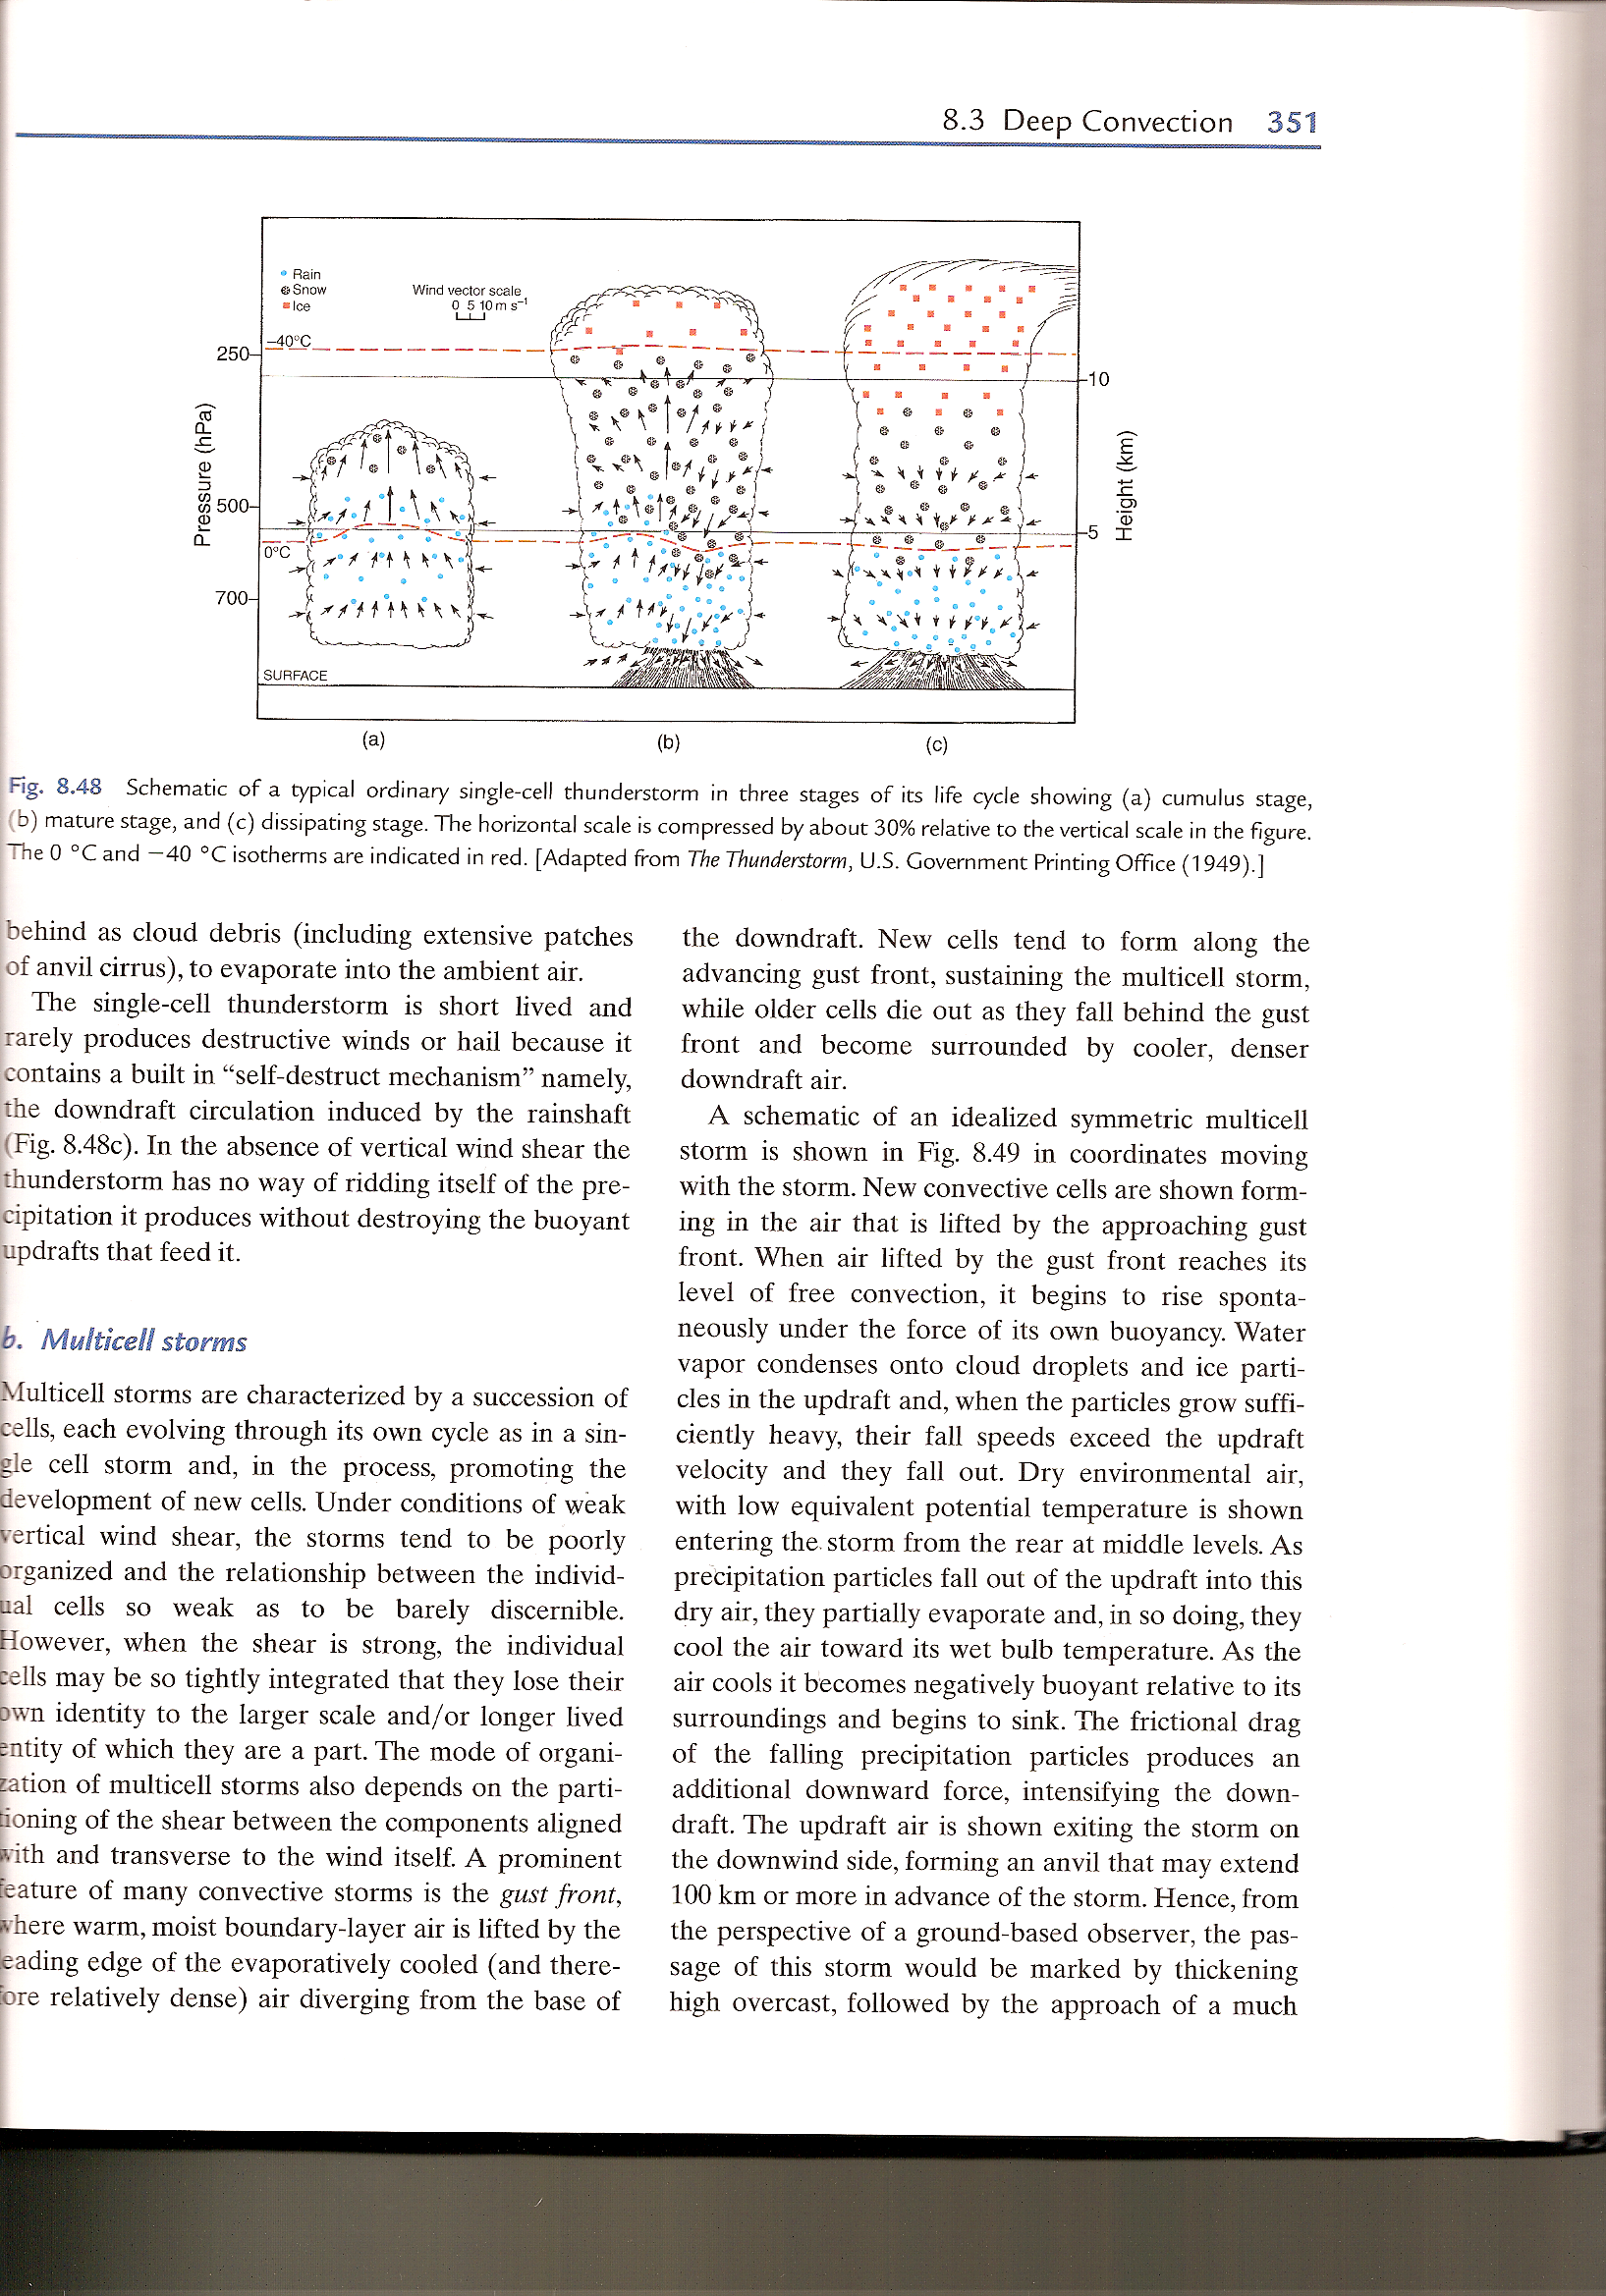 8.3 Deep Convection 351
Rain
Snow
Ice
Wind vector scale
0 5 10 m s⁻¹
−40°C
250
10
Pressure (hPa)
Height (km)
500
5
0°C
700
SURFACE
(a) (b) (c)
Fig. 8.48 Schematic of a typical ordinary single-cell thunderstorm in three stages of its life cycle showing (a) cumulus stage,
(b) mature stage, and (c) dissipating stage. The horizontal scale is compressed by about 30% relative to the vertical scale in the figure.
The 0 °C and −40 °C isotherms are indicated in red. [Adapted from The Thunderstorm, U.S. Government Printing Office (1949).]
behind as cloud debris (including extensive patches
of anvil cirrus), to evaporate into the ambient air.
The single-cell thunderstorm is short lived and
rarely produces destructive winds or hail because it
contains a built in “self-destruct mechanism” namely,
the downdraft circulation induced by the rainshaft
(Fig. 8.48c). In the absence of vertical wind shear the
thunderstorm has no way of ridding itself of the pre-
cipitation it produces without destroying the buoyant
updrafts that feed it.
b. Multicell storms
Multicell storms are characterized by a succession of
cells, each evolving through its own cycle as in a sin-
gle cell storm and, in the process, promoting the
development of new cells. Under conditions of weak
vertical wind shear, the storms tend to be poorly
organized and the relationship between the individ-
ual cells so weak as to be barely discernible.
However, when the shear is strong, the individual
cells may be so tightly integrated that they lose their
own identity to the larger scale and/or longer lived
entity of which they are a part. The mode of organi-
zation of multicell storms also depends on the parti-
tioning of the shear between the components aligned
with and transverse to the wind itself. A prominent
feature of many convective storms is the gust front,
where warm, moist boundary-layer air is lifted by the
leading edge of the evaporatively cooled (and there-
fore relatively dense) air diverging from the base of
the downdraft. New cells tend to form along the
advancing gust front, sustaining the multicell storm,
while older cells die out as they fall behind the gust
front and become surrounded by cooler, denser
downdraft air.
A schematic of an idealized symmetric multicell
storm is shown in Fig. 8.49 in coordinates moving
with the storm. New convective cells are shown form-
ing in the air that is lifted by the approaching gust
front. When air lifted by the gust front reaches its
level of free convection, it begins to rise sponta-
neously under the force of its own buoyancy. Water
vapor condenses onto cloud droplets and ice parti-
cles in the updraft and, when the particles grow suffi-
ciently heavy, their fall speeds exceed the updraft
velocity and they fall out. Dry environmental air,
with low equivalent potential temperature is shown
entering the storm from the rear at middle levels. As
precipitation particles fall out of the updraft into this
dry air, they partially evaporate and, in so doing, they
cool the air toward its wet bulb temperature. As the
air cools it becomes negatively buoyant relative to its
surroundings and begins to sink. The frictional drag
of the falling precipitation particles produces an
additional downward force, intensifying the down-
draft. The updraft air is shown exiting the storm on
the downwind side, forming an anvil that may extend
100 km or more in advance of the storm. Hence, from
the perspective of a ground-based observer, the pas-
sage of this storm would be marked by thickening
high overcast, followed by the approach of a much